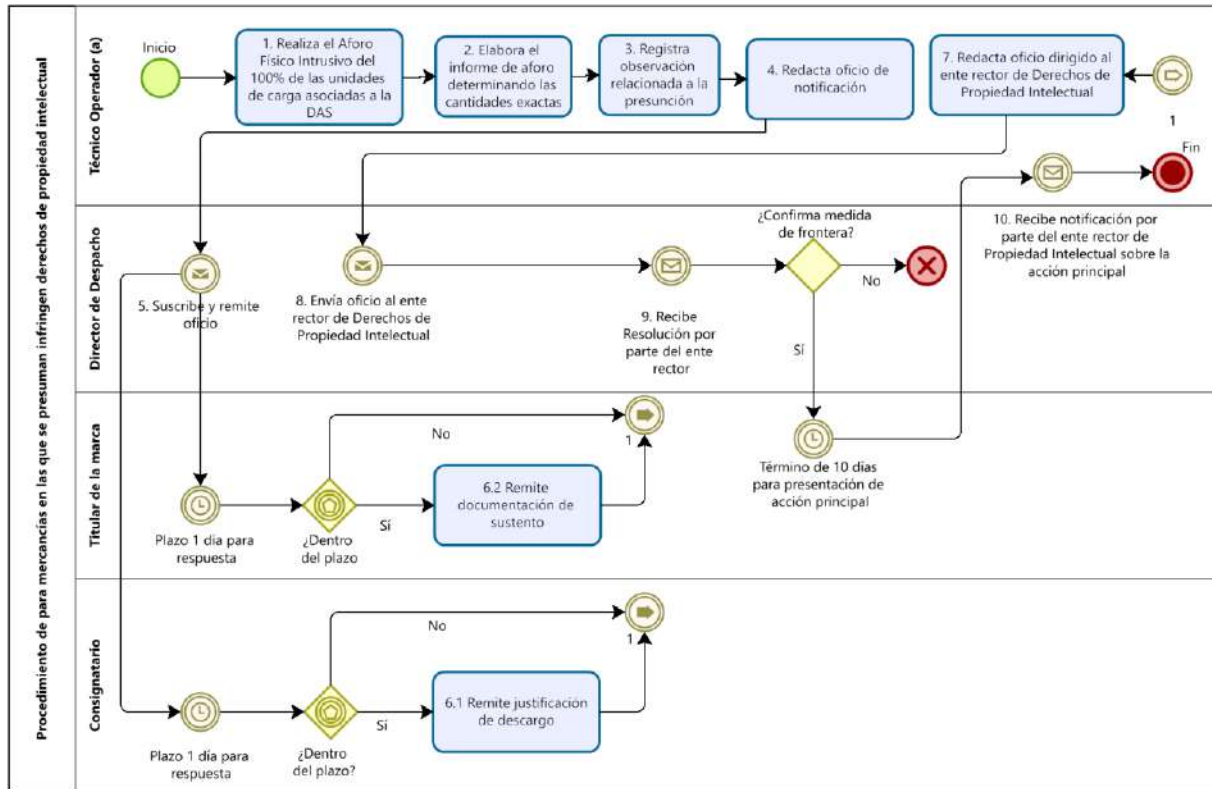 Procedimiento de para mercancías en las que se presuman infringen derechos de propiedad intelectual
Técnico Operador (a)
Inicio
1. Realiza el Aforo
Físico Intrusivo del
100% de las unidades
de carga asociadas a la
DAS
2. Elabora el
informe de aforo
determinando las
cantidades exactas
3. Registra
observación
relacionada a la
presunción
4. Redacta oficio de
notificación
7. Redacta oficio dirigido al
ente rector de Derechos de
Propiedad Intelectual
1
Fin
10. Recibe notificación por
parte del ente rector de
Propiedad Intelectual sobre la
acción principal
Director de Despacho
5. Suscribe y remite
oficio
8. Envía oficio al ente
rector de Derechos de
Propiedad Intelectual
9. Recibe
Resolución por
parte del ente
rector
¿Confirma medida
de frontera?
No
Sí
Titular de la marca
Plazo 1 día para
respuesta
¿Dentro
del plazo
No
Sí
6.2 Remite
documentación de
sustento
1
Término de 10 días
para presentación de
acción principal
Consignatario
Plazo 1 día para
respuesta
¿Dentro
del plazo?
No
Sí
6.1 Remite justificación
de descargo
1